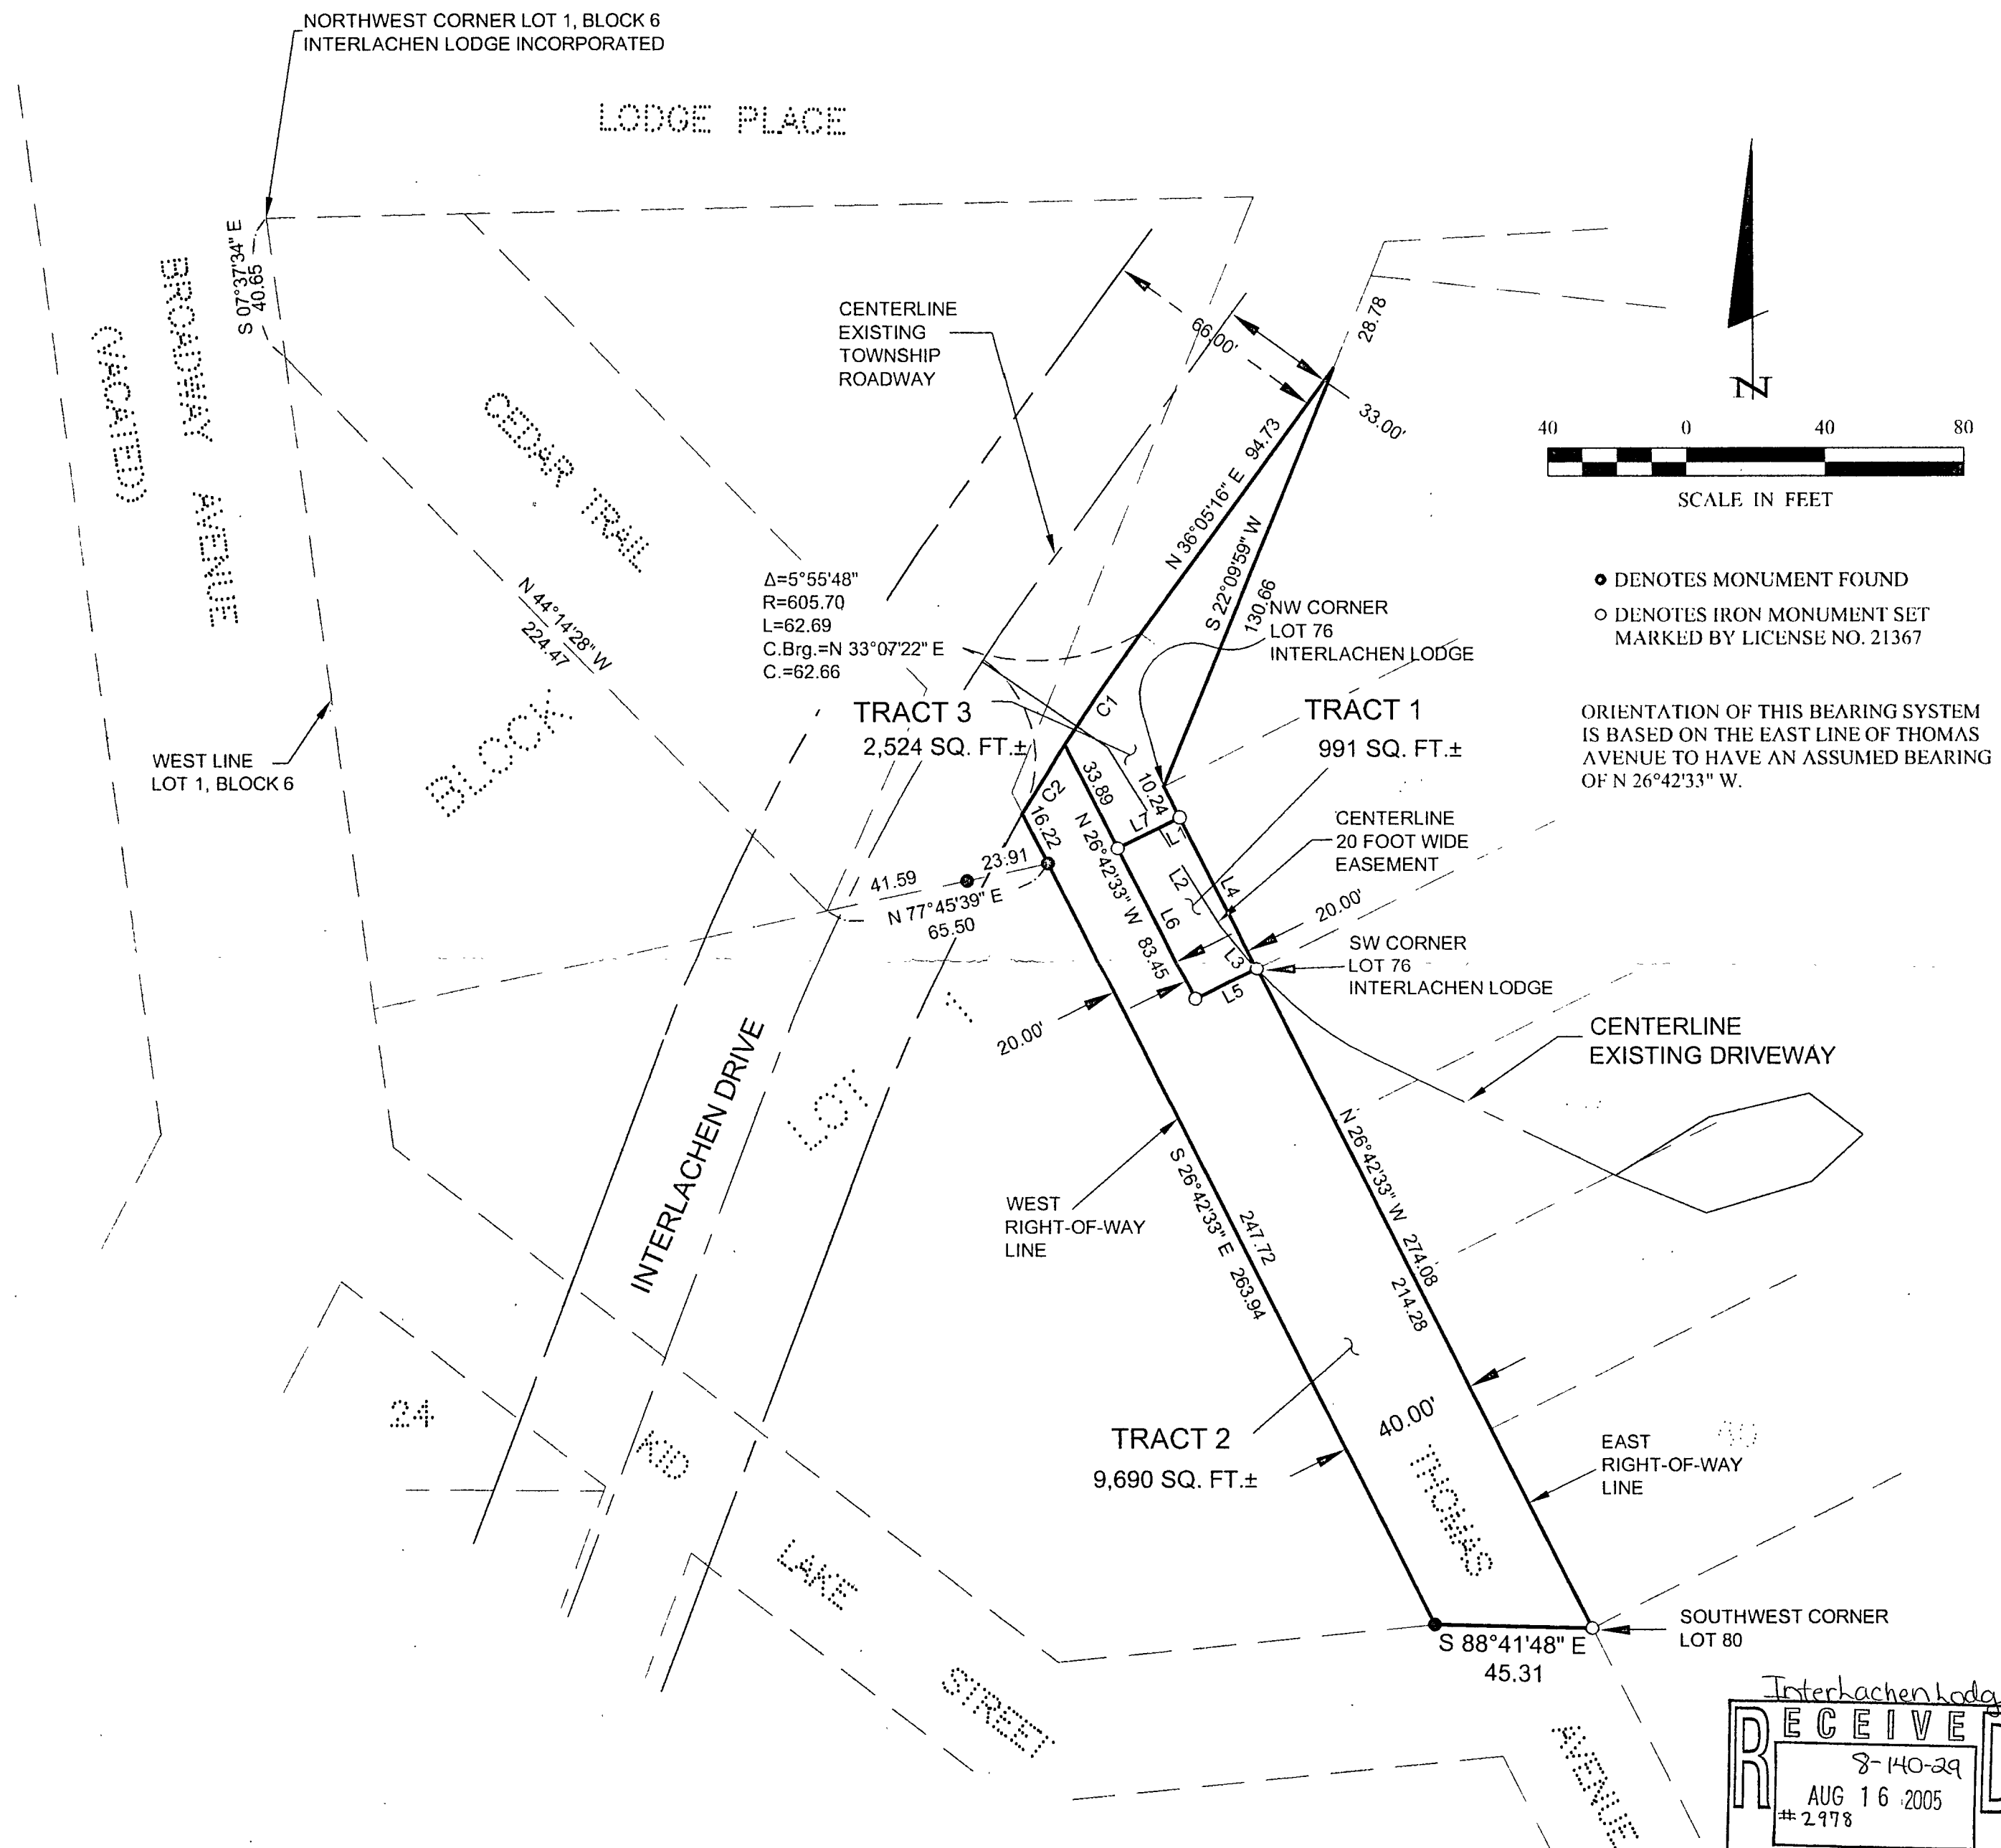 NORTHWEST CORNER LOT 1, BLOCK 6
INTERLACHEN LODGE INCORPORATED
LODGE PLACE
S 07°37'34" E
40.65
BROADWAY AVENUE
(VACATED)
CEDAR TRAIL
CENTERLINE
EXISTING
TOWNSHIP
ROADWAY
66.00'
28.78
33.00'
N
40 0 40 80
SCALE IN FEET
N 36°05'16" E 94.73
S 22°09'59" W
130.66
Δ=5°55'48"
R=605.70
L=62.69
C.Brg.=N 33°07'22" E
C.=62.66
DENOTES MONUMENT FOUND
DENOTES IRON MONUMENT SET
MARKED BY LICENSE NO. 21367
NW CORNER
LOT 76
INTERLACHEN LODGE
N 44°14'28" W
224.47
BLOCK
WEST LINE
LOT 1, BLOCK 6
TRACT 3
2,524 SQ. FT.±
C1
TRACT 1
991 SQ. FT.±
ORIENTATION OF THIS BEARING SYSTEM
IS BASED ON THE EAST LINE OF THOMAS
AVENUE TO HAVE AN ASSUMED BEARING
OF N 26°42'33" W.
33.89
10.24
C2
16.22
L7
L1
CENTERLINE
20 FOOT WIDE
EASEMENT
41.59
23.91
N 77°45'39" E
65.50
N 26°42'33" W 83.45
L2
L4
L6
20.00'
L3
L5
SW CORNER
LOT 76
INTERLACHEN LODGE
20.00'
CENTERLINE
EXISTING DRIVEWAY
INTERLACHEN DRIVE
LOT 1
WEST
RIGHT-OF-WAY
LINE
247.72
S 26°42'33" E 263.94
N 26°42'33" W 274.08
214.28
24
KID
LAKE
STREET
TRACT 2
9,690 SQ. FT.±
40.00'
THOMAS
EAST
RIGHT-OF-WAY
LINE
S 88°41'48" E
45.31
SOUTHWEST CORNER
LOT 80
AVENUE
Interlachen Lodg
RECEIVED
8-140-29
AUG 16 2005
#2978